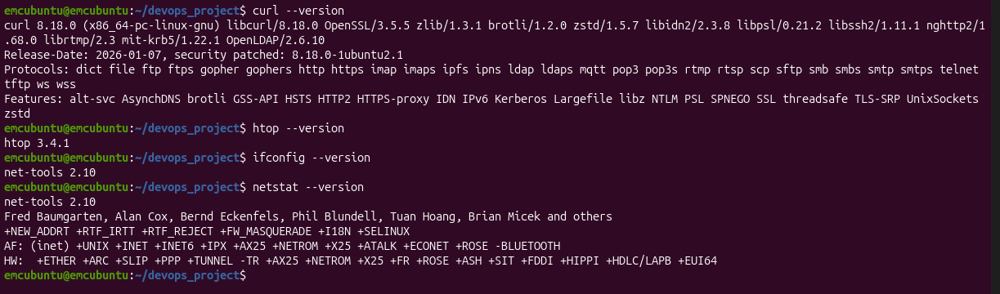 emcubuntu@emcubuntu:~/devops_project$ curl --version
curl 8.18.0 (x86_64-pc-linux-gnu) libcurl/8.18.0 OpenSSL/3.5.5 zlib/1.3.1 brotli/1.2.0 zstd/1.5.7 libidn2/2.3.8 libpsl/0.21.2 libssh2/1.11.1 nghttp2/1
.68.0 librtmp/2.3 mit-krb5/1.22.1 OpenLDAP/2.6.10
Release-Date: 2026-01-07, security patched: 8.18.0-1ubuntu2.1
Protocols: dict file ftp ftps gopher gophers http https imap imaps ipfs ipns ldap ldaps mqtt pop3 pop3s rtmp rtsp scp sftp smb smbs smtp smtps telnet
tftp ws wss
Features: alt-svc AsynchDNS brotli GSS-API HSTS HTTP2 HTTPS-proxy IDN IPv6 Kerberos Largefile libz NTLM PSL SPNEGO SSL threadsafe TLS-SRP UnixSockets
zstd
emcubuntu@emcubuntu:~/devops_project$ htop --version
htop 3.4.1
emcubuntu@emcubuntu:~/devops_project$ ifconfig --version
net-tools 2.10
emcubuntu@emcubuntu:~/devops_project$ netstat --version
net-tools 2.10
Fred Baumgarten, Alan Cox, Bernd Eckenfels, Phil Blundell, Tuan Hoang, Brian Micek and others
+NEW_ADDRT +RTF_IRTT +RTF_REJECT +FW_MASQUERADE +I18N +SELINUX
AF: (inet) +UNIX +INET +INET6 +IPX +AX25 +NETROM +X25 +ATALK +ECONET +ROSE -BLUETOOTH
HW:  +ETHER +ARC +SLIP +PPP +TUNNEL -TR +AX25 +NETROM +X25 +FR +ROSE +ASH +SIT +FDDI +HIPPI +HDLC/LAPB +EUI64
emcubuntu@emcubuntu:~/devops_project$